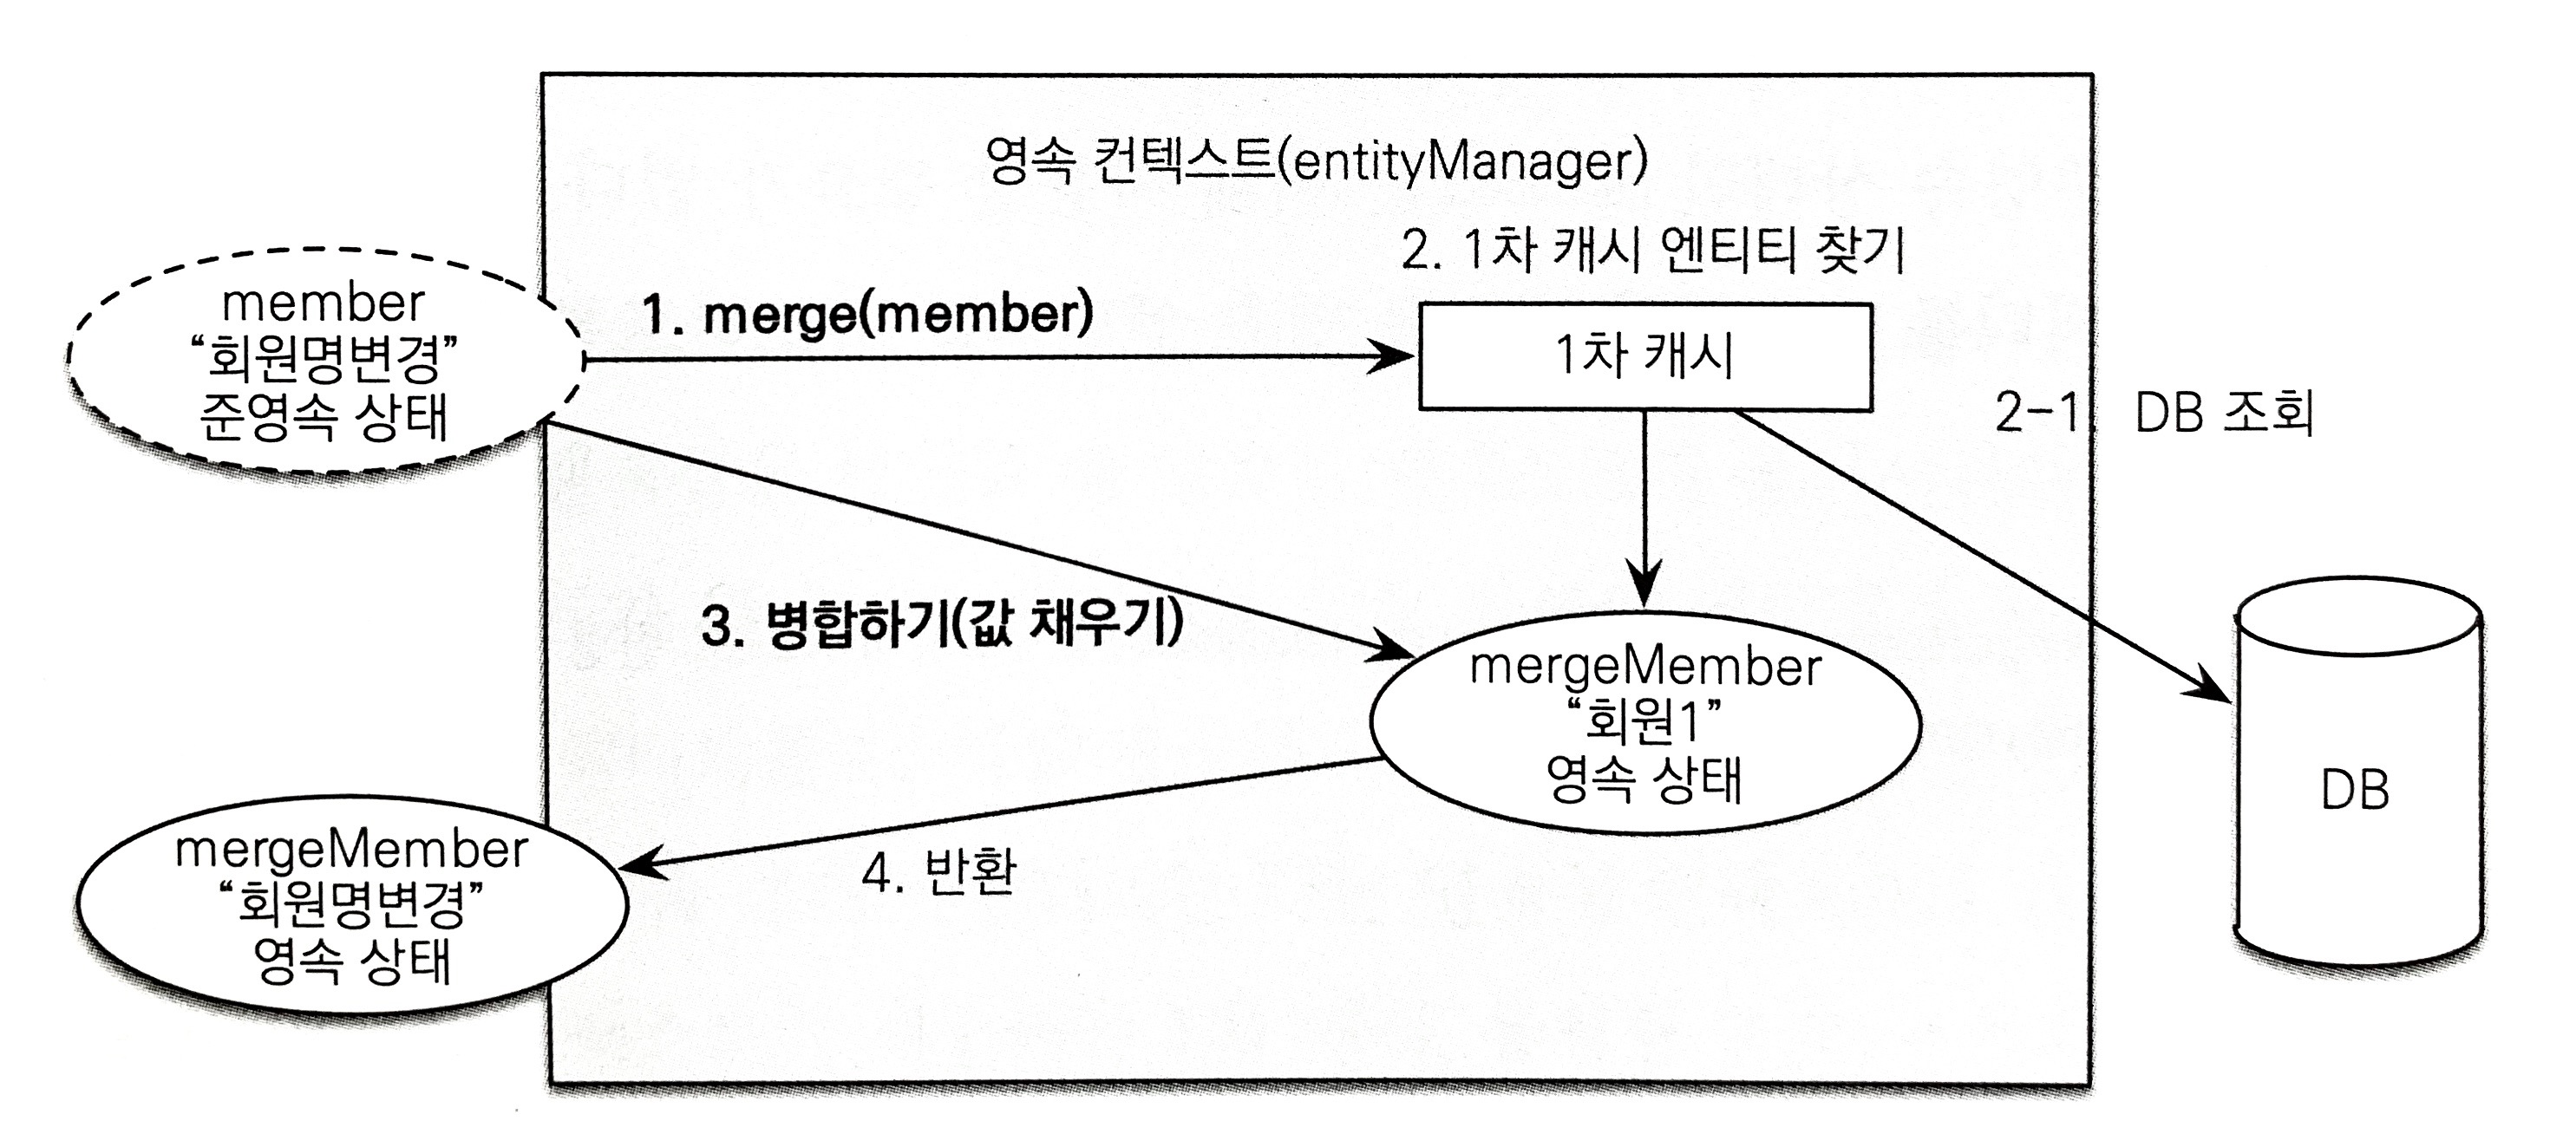 영속 컨텍스트(entityManager)
2. 1차 캐시 엔티티 찾기
member
“회원명변경”
준영속 상태
1. merge(member)
1차 캐시
2-1 DB 조회
3. 병합하기(값 채우기)
mergeMember
“회원1”
영속 상태
DB
mergeMember
“회원명변경”
영속 상태
4. 반환